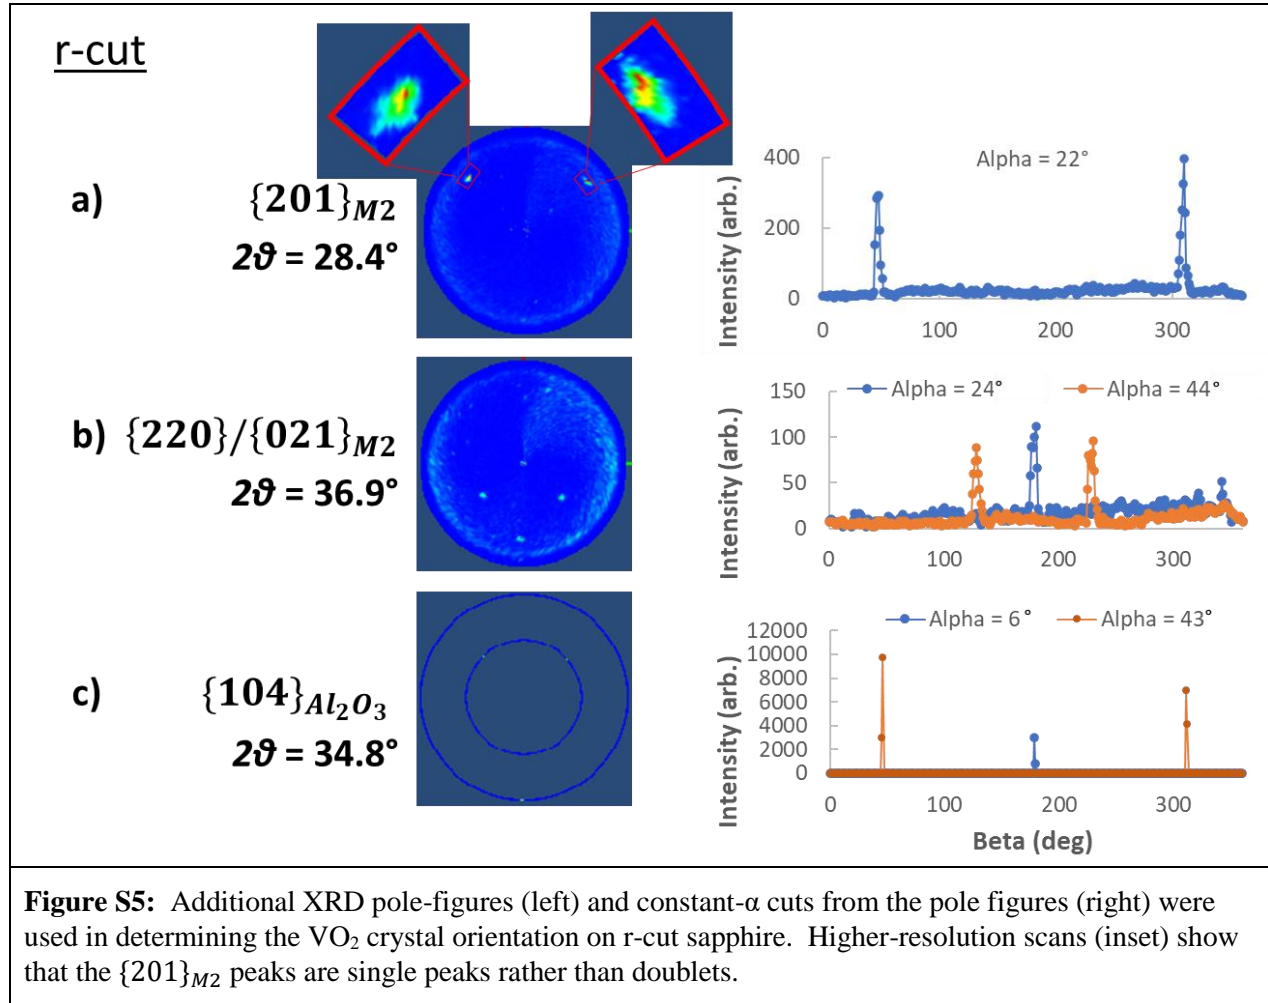 r-cut
a) {201}M2
2ϑ = 28.4°
Alpha = 22°
Intensity (arb.)
400
200
0
0 100 200 300
b) {220}/{021}M2
2ϑ = 36.9°
Alpha = 24° Alpha = 44°
Intensity (arb.)
150
100
50
0
0 100 200 300
c) {104}Al2O3
2ϑ = 34.8°
Alpha = 6° Alpha = 43°
Intensity (arb.)
12000
10000
8000
6000
4000
2000
0
0 100 200 300
Beta (deg)
Figure S5: Additional XRD pole-figures (left) and constant-α cuts from the pole figures (right) were
used in determining the VO2 crystal orientation on r-cut sapphire. Higher-resolution scans (inset) show
that the {201}M2 peaks are single peaks rather than doublets.